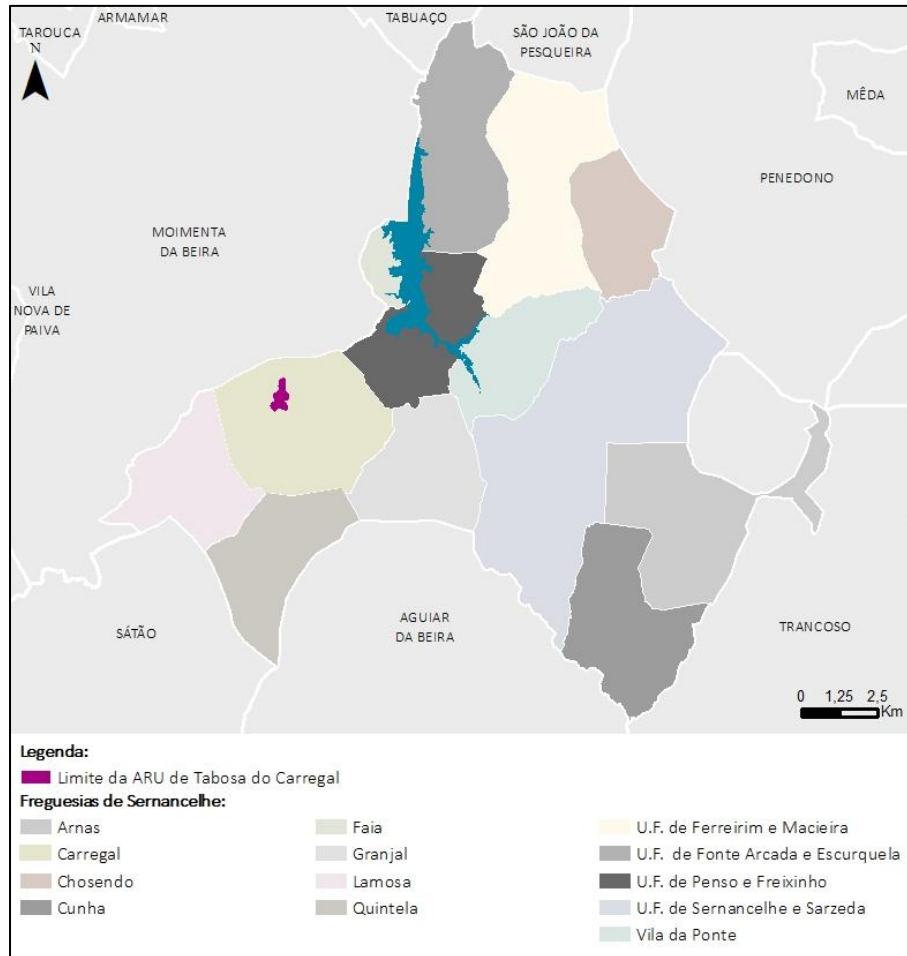 ARMAMAR
TABUAÇO
TAROUCA
SÃO JOÃO DA
PESQUEIRA
N
MÊDA
PENEDONO
MOIMENTA
DA BEIRA
VILA
NOVA DE
PAIVA
SÁTÃO
AGUIAR
DA BEIRA
TRANCOSO
0 1,25 2,5
Km
Legenda:
Limite da ARU de Tabosa do Carregal
Freguesias de Sernancelhe:
Arnas
Carregal
Chosendo
Cunha
Faia
Granjal
Lamosa
Quintela
U.F. de Ferreirim e Macieira
U.F. de Fonte Arcada e Escurquela
U.F. de Penso e Freixinho
U.F. de Sernancelhe e Sarzeda
Vila da Ponte